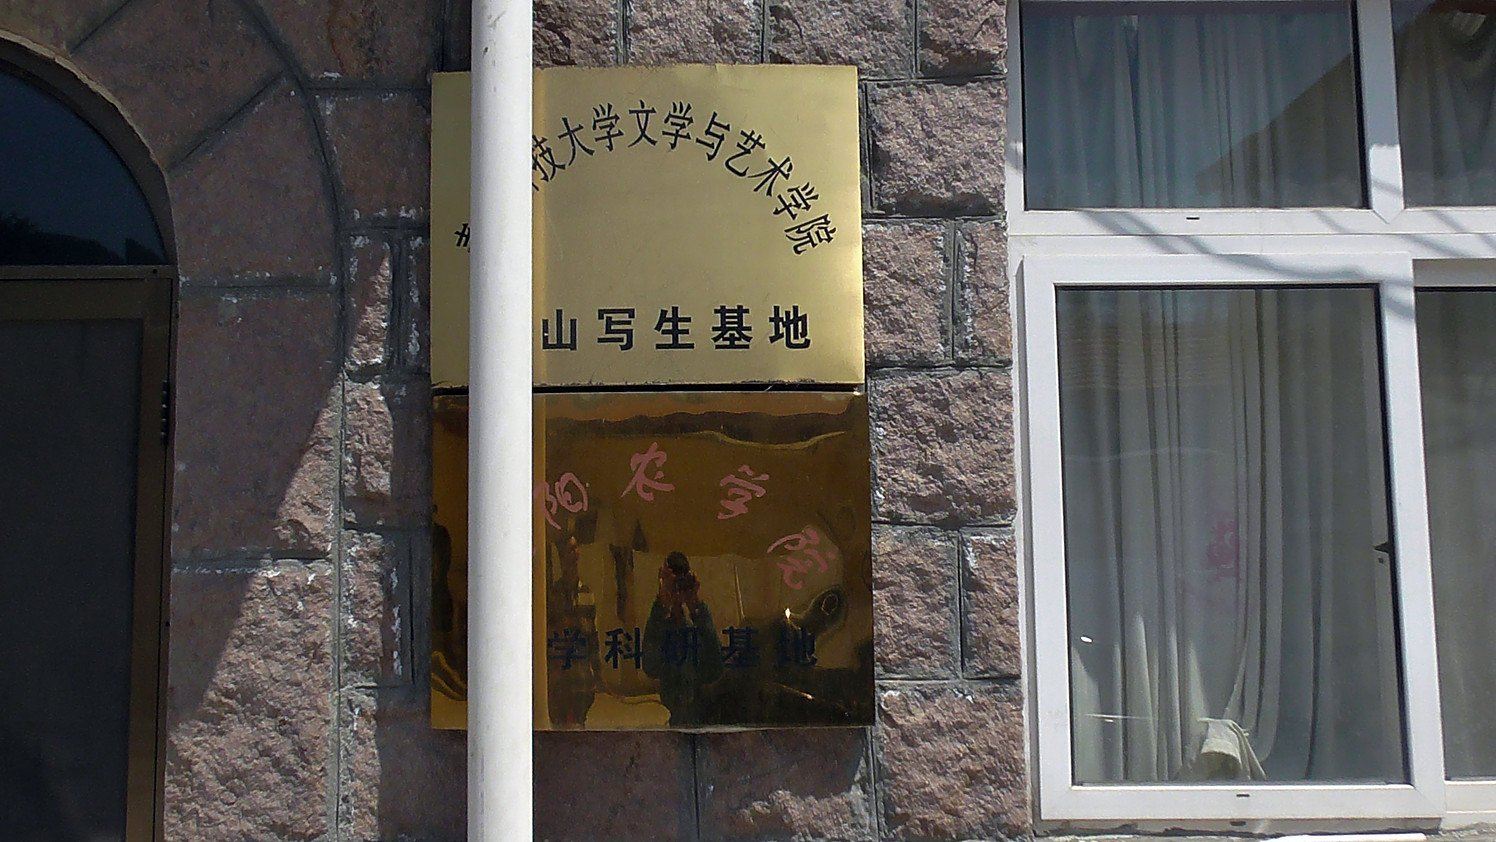 技大学文学与艺术学院
山写生基地
阳农学院
学科研基地